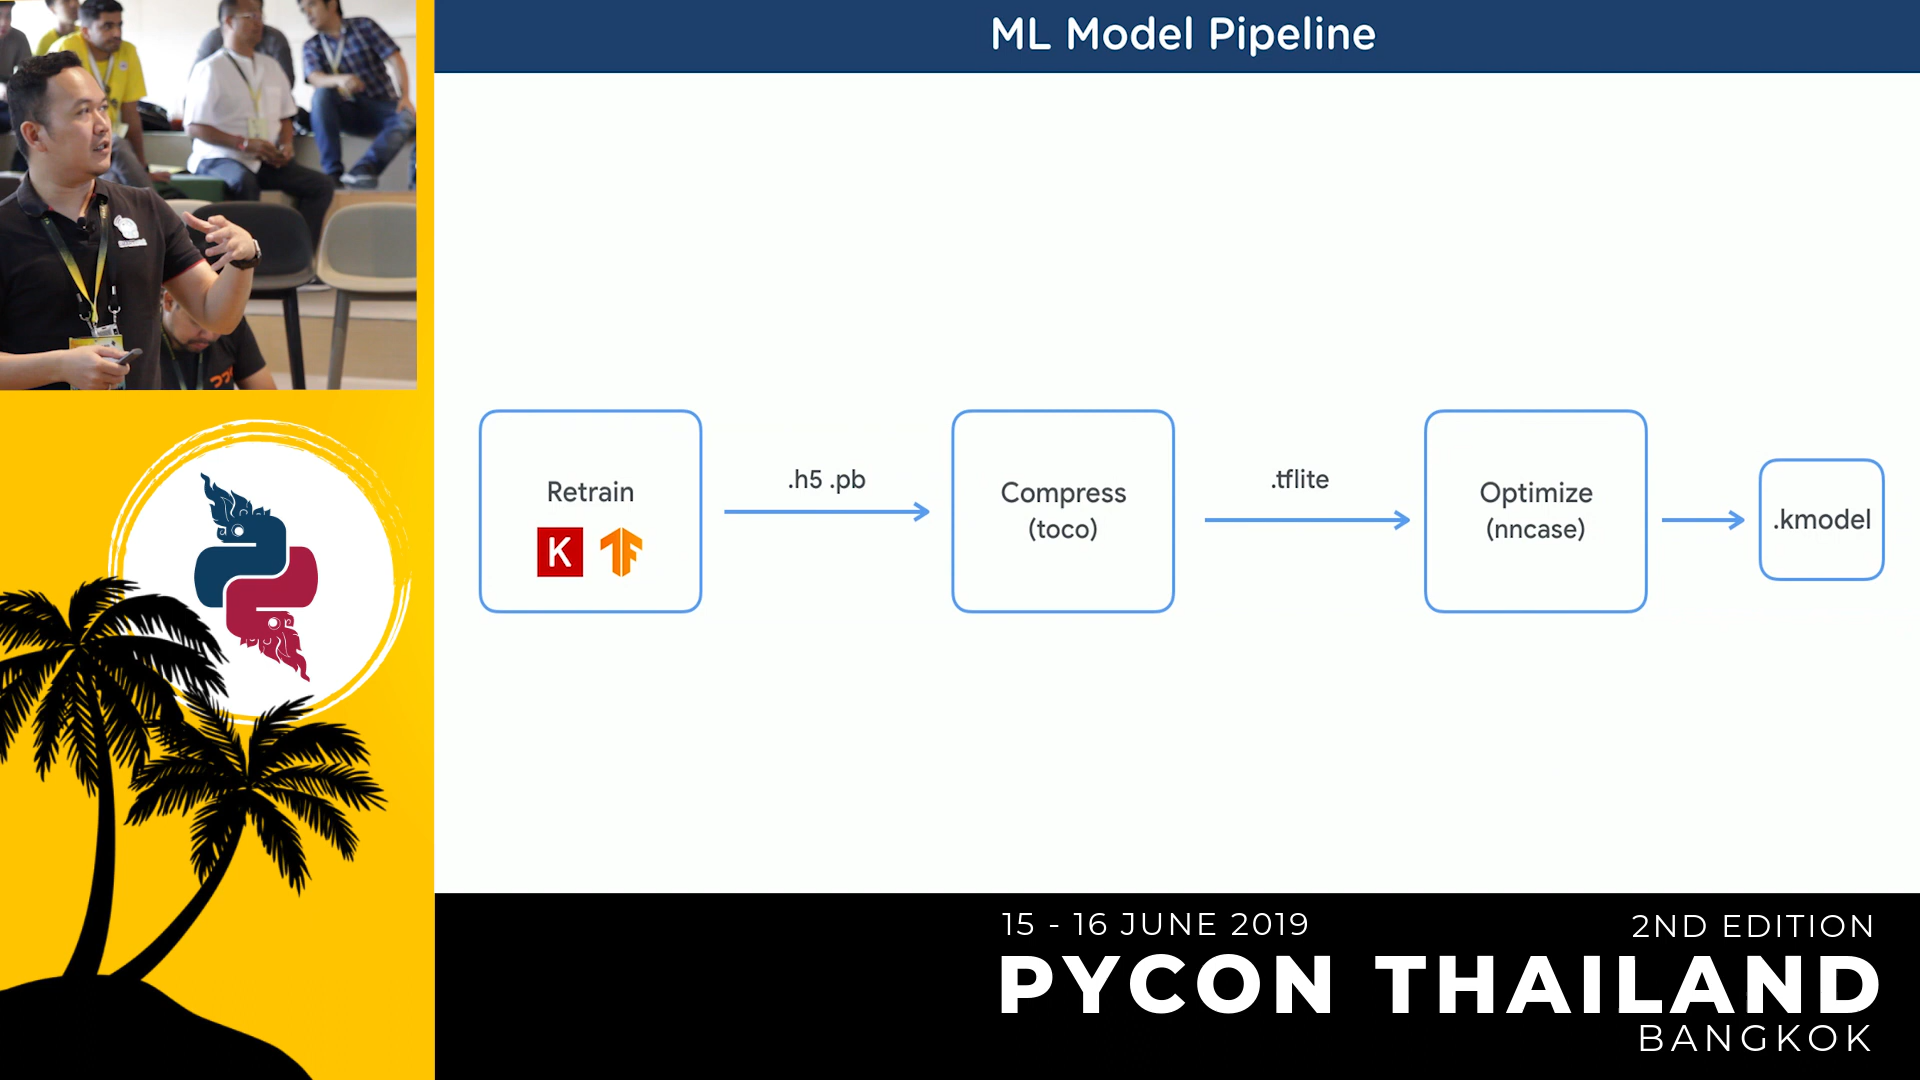 ML Model Pipeline
Retrain
K
.h5 .pb
Compress
(toco)
.tflite
Optimize
(nncase)
.kmodel
15 - 16 JUNE 2019
2ND EDITION
PYCON THAILAND
BANGKOK